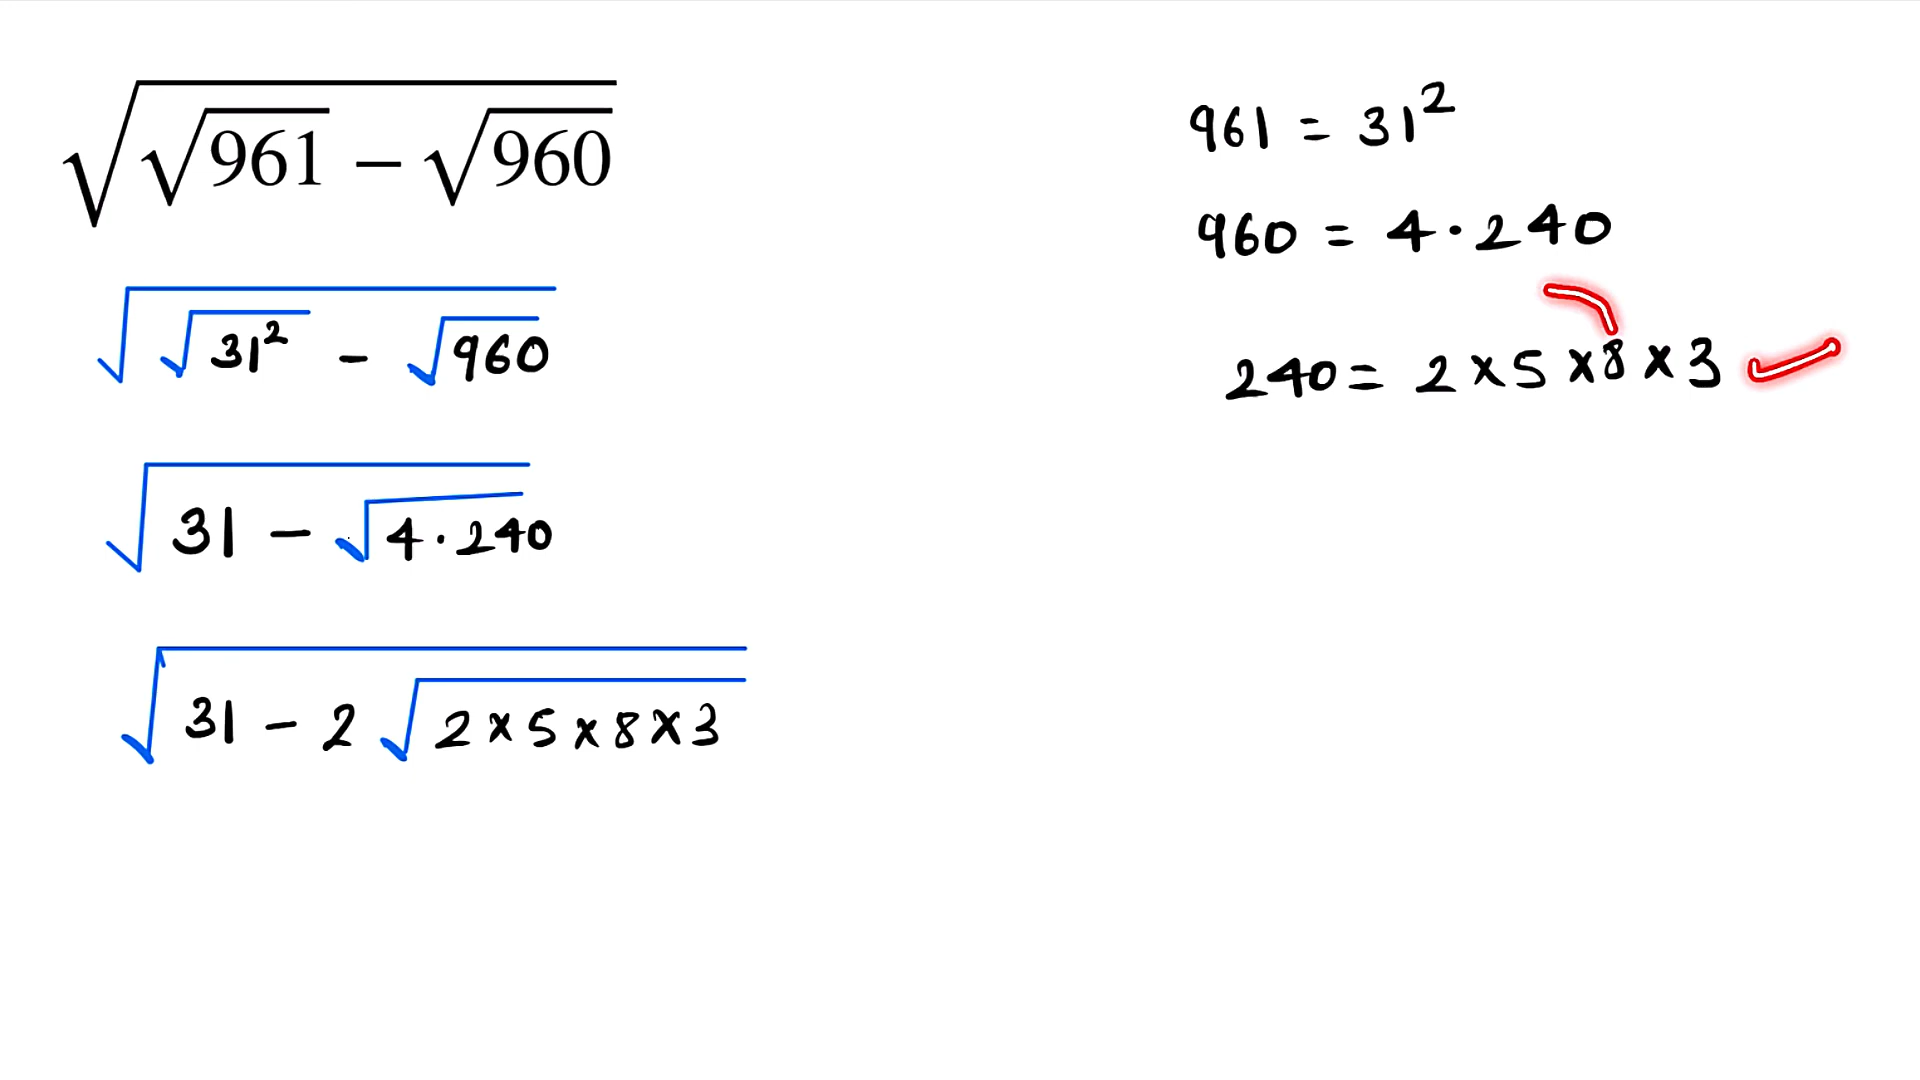 √(√961 − √960)
√(√31² − √960)
√(31 − √4·240)
√(31 − 2√(2×5×8×3))
961 = 31²
960 = 4·240
240 = 2×5×8×3